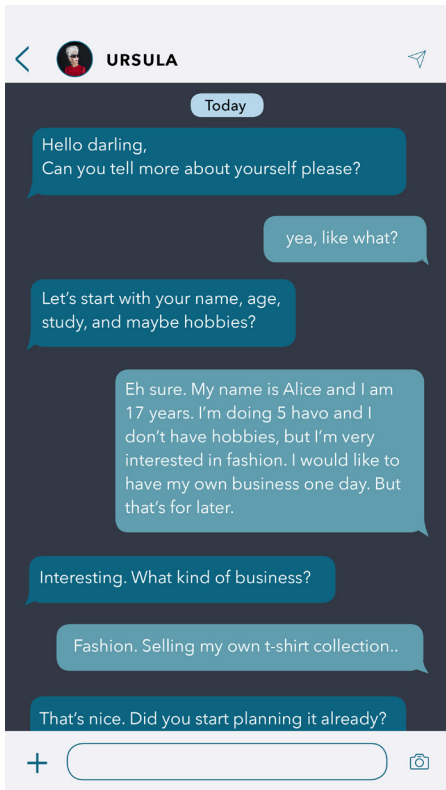 URSULA
Today
Hello darling,
Can you tell more about yourself please?
yea, like what?
Let's start with your name, age,
study, and maybe hobbies?
Eh sure. My name is Alice and I am
17 years. I'm doing 5 havo and I
don't have hobbies, but I'm very
interested in fashion. I would like to
have my own business one day. But
that's for later.
Interesting. What kind of business?
Fashion. Selling my own t-shirt collection..
That's nice. Did you start planning it already?